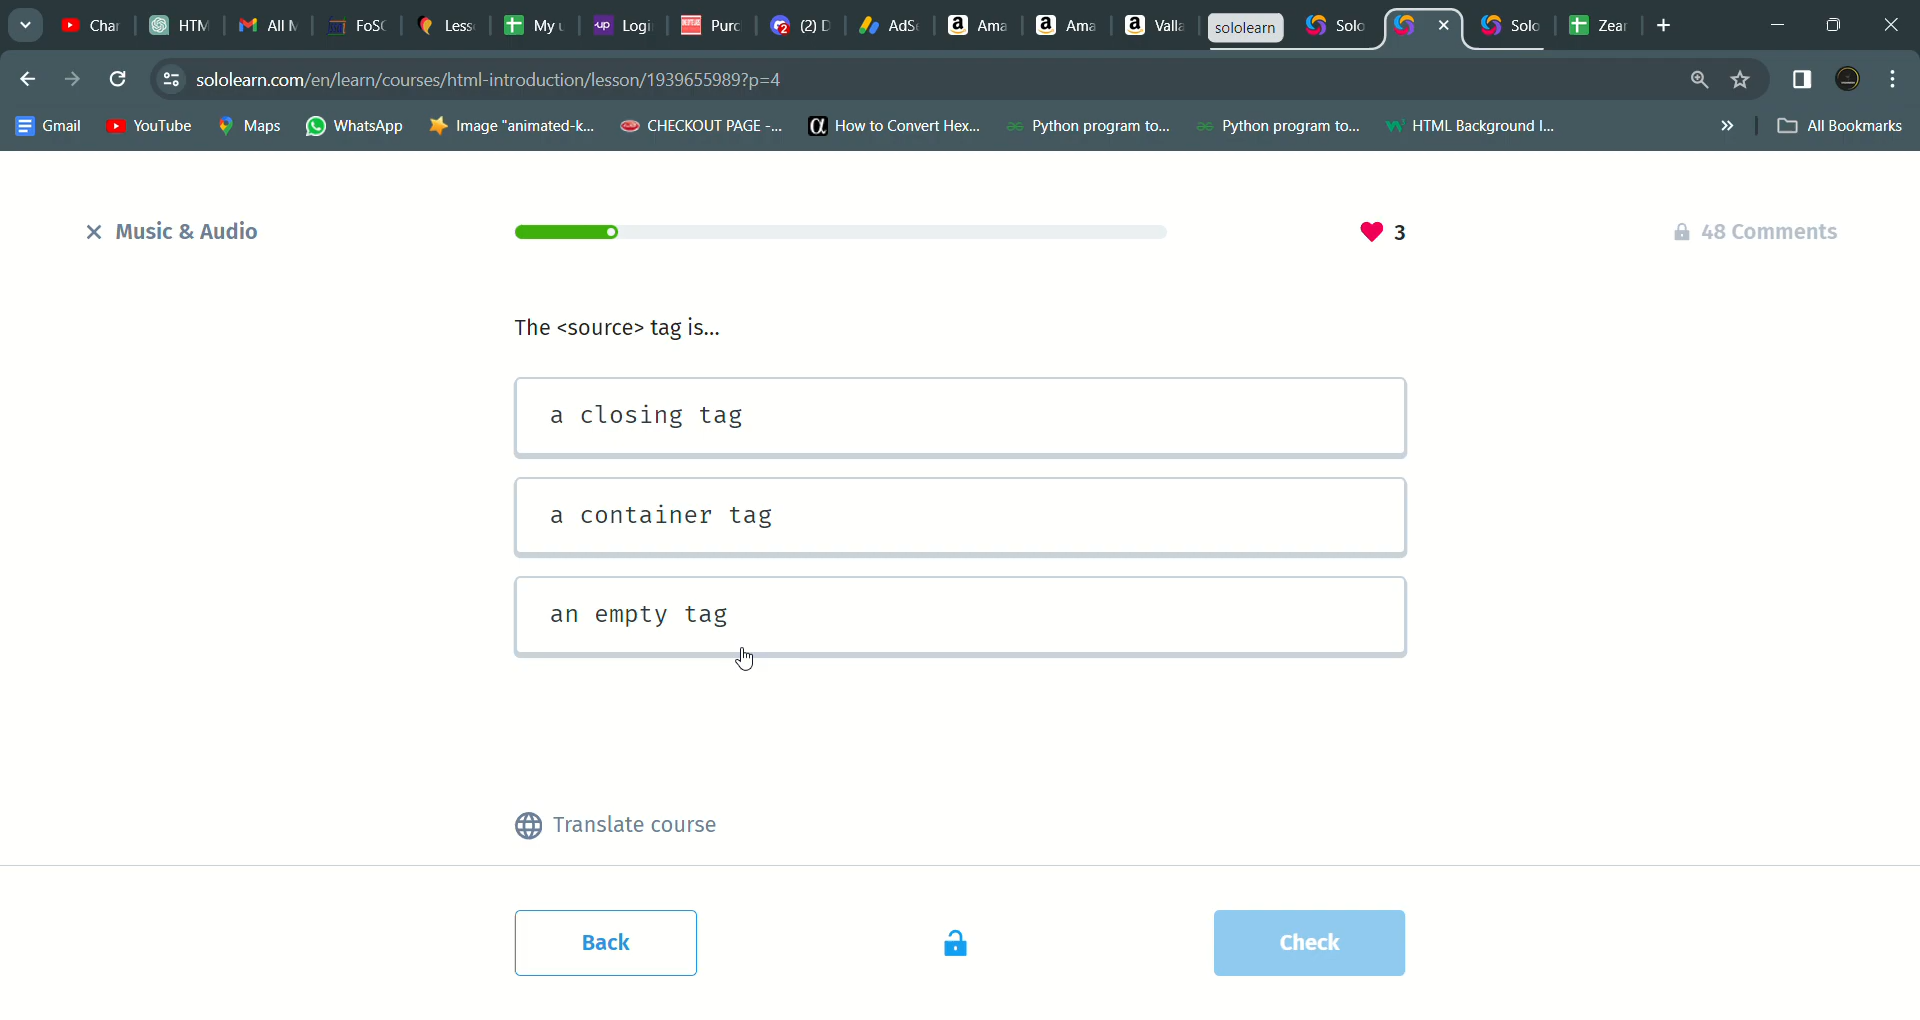 Char HTM All M FoSC Less My u Logi Purc (2) D AdSe Ama Ama Valla sololearn Solo Solo Zear
sololearn.com/en/learn/courses/html-introduction/lesson/1939655989?p=4
Gmail YouTube Maps WhatsApp Image "animated-k... CHECKOUT PAGE -... How to Convert Hex... Python program to... Python program to... HTML Background I... » All Bookmarks
× Music & Audio 3 48 Comments
The <source> tag is...
a closing tag
a container tag
an empty tag
Translate course
Back Check